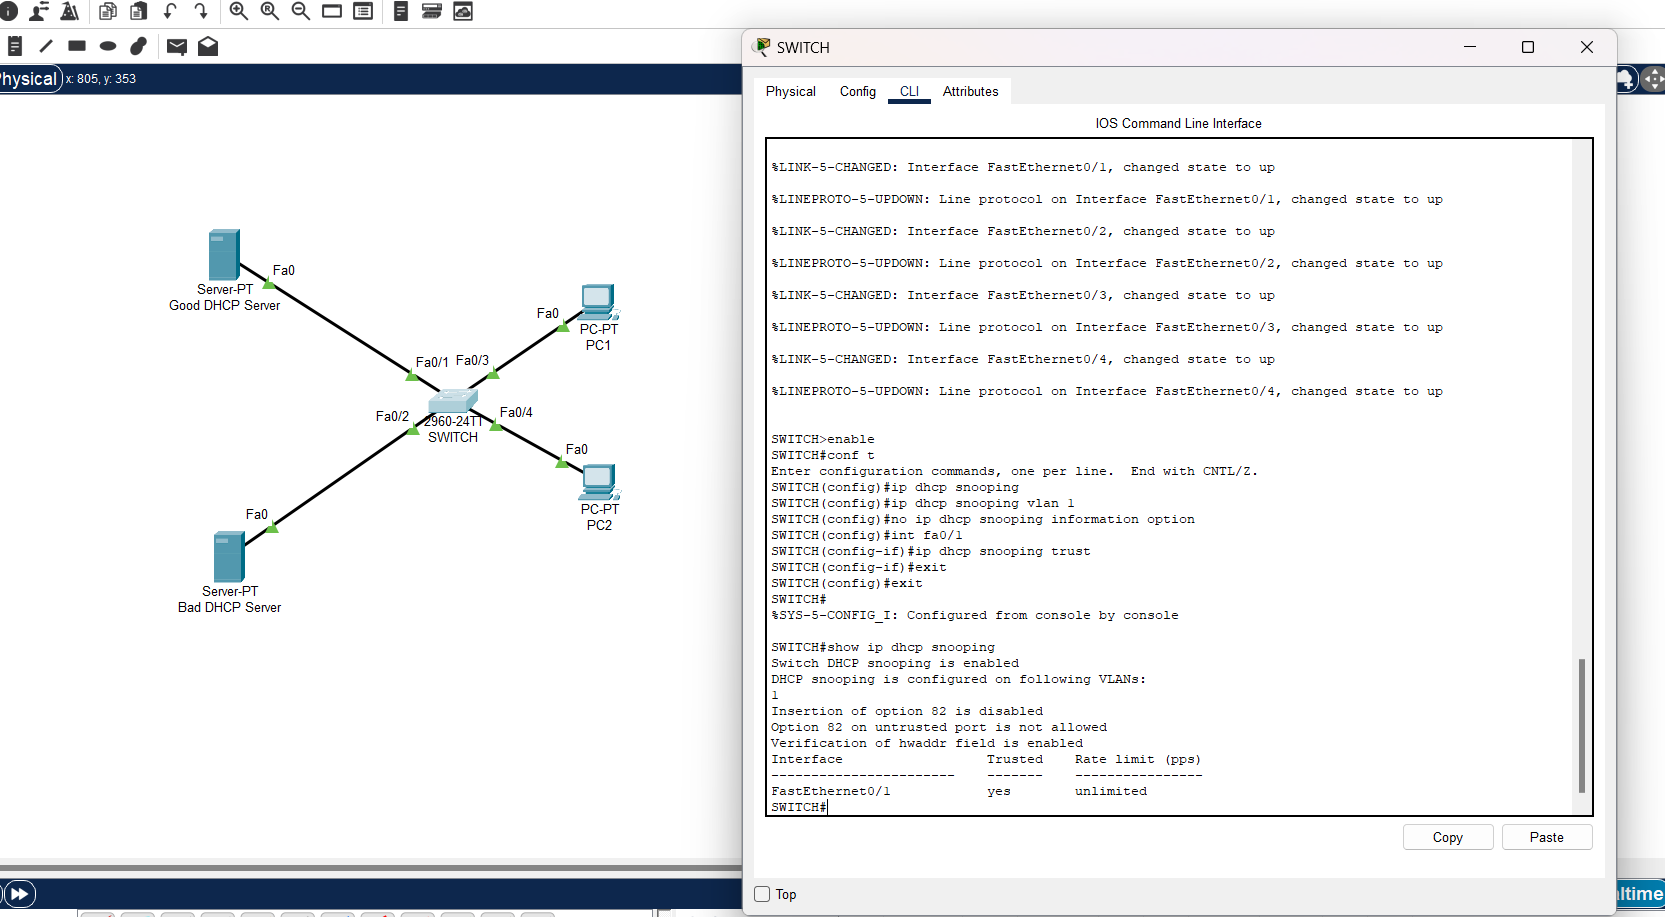 Physical x: 805, y: 353
Fa0
Server-PT
Good DHCP Server
Fa0
PC-PT
PC1
Fa0/1 Fa0/3
Fa0/2
Fa0/4
2960-24TT
SWITCH
Fa0
PC-PT
PC2
Fa0
Server-PT
Bad DHCP Server
SWITCH
Physical Config CLI Attributes
IOS Command Line Interface
%LINK-5-CHANGED: Interface FastEthernet0/1, changed state to up
%LINEPROTO-5-UPDOWN: Line protocol on Interface FastEthernet0/1, changed state to up
%LINK-5-CHANGED: Interface FastEthernet0/2, changed state to up
%LINEPROTO-5-UPDOWN: Line protocol on Interface FastEthernet0/2, changed state to up
%LINK-5-CHANGED: Interface FastEthernet0/3, changed state to up
%LINEPROTO-5-UPDOWN: Line protocol on Interface FastEthernet0/3, changed state to up
%LINK-5-CHANGED: Interface FastEthernet0/4, changed state to up
%LINEPROTO-5-UPDOWN: Line protocol on Interface FastEthernet0/4, changed state to up
SWITCH>enable
SWITCH#conf t
Enter configuration commands, one per line.  End with CNTL/Z.
SWITCH(config)#ip dhcp snooping
SWITCH(config)#ip dhcp snooping vlan 1
SWITCH(config)#no ip dhcp snooping information option
SWITCH(config)#int fa0/1
SWITCH(config-if)#ip dhcp snooping trust
SWITCH(config-if)#exit
SWITCH(config)#exit
SWITCH#
%SYS-5-CONFIG_I: Configured from console by console
SWITCH#show ip dhcp snooping
Switch DHCP snooping is enabled
DHCP snooping is configured on following VLANs:
1
Insertion of option 82 is disabled
Option 82 on untrusted port is not allowed
Verification of hwaddr field is enabled
Interface Trusted Rate limit (pps)
----------------------- ------- ----------------
FastEthernet0/1 yes unlimited
SWITCH#
Copy Paste
Top
ltime